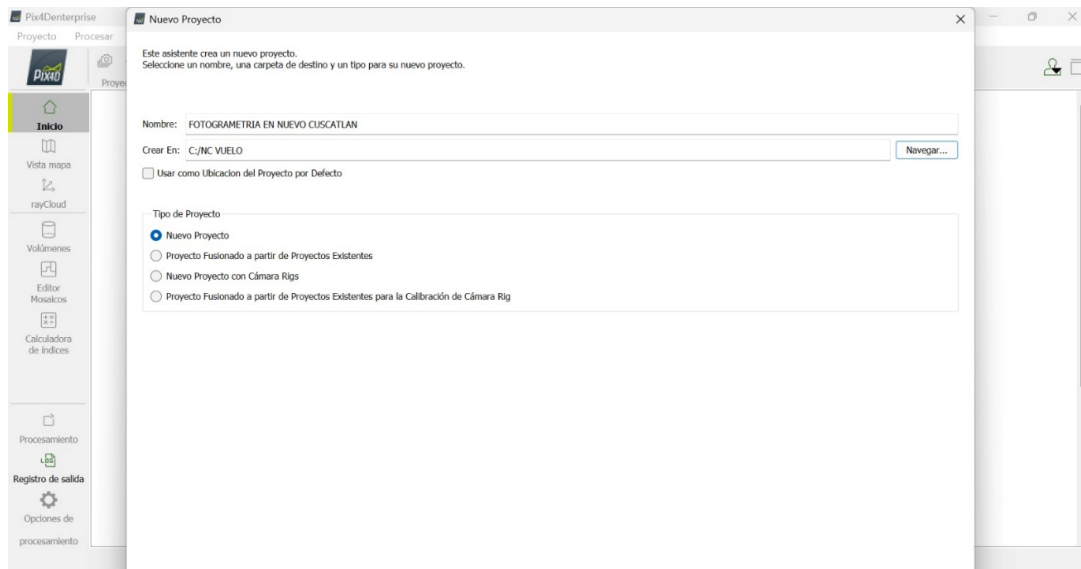 Pix4Denterprise
Nuevo Proyecto
Proyecto Procesar
PIX4D
Este asistente crea un nuevo proyecto.
Seleccione un nombre, una carpeta de destino y un tipo para su nuevo proyecto.
Nombre: FOTOGRAMETRIA EN NUEVO CUSCATLAN
Crear En: C:/NC VUELO Navegar...
Usar como Ubicacion del Proyecto por Defecto
Tipo de Proyecto
Nuevo Proyecto
Proyecto Fusionado a partir de Proyectos Existentes
Nuevo Proyecto con Cámara Rigs
Proyecto Fusionado a partir de Proyectos Existentes para la Calibración de Cámara Rig
Inicio
Vista mapa
rayCloud
Volúmenes
Editor
Mosaicos
Calculadora
de índices
Procesamiento
LOG
Registro de salida
Opciones de
procesamiento